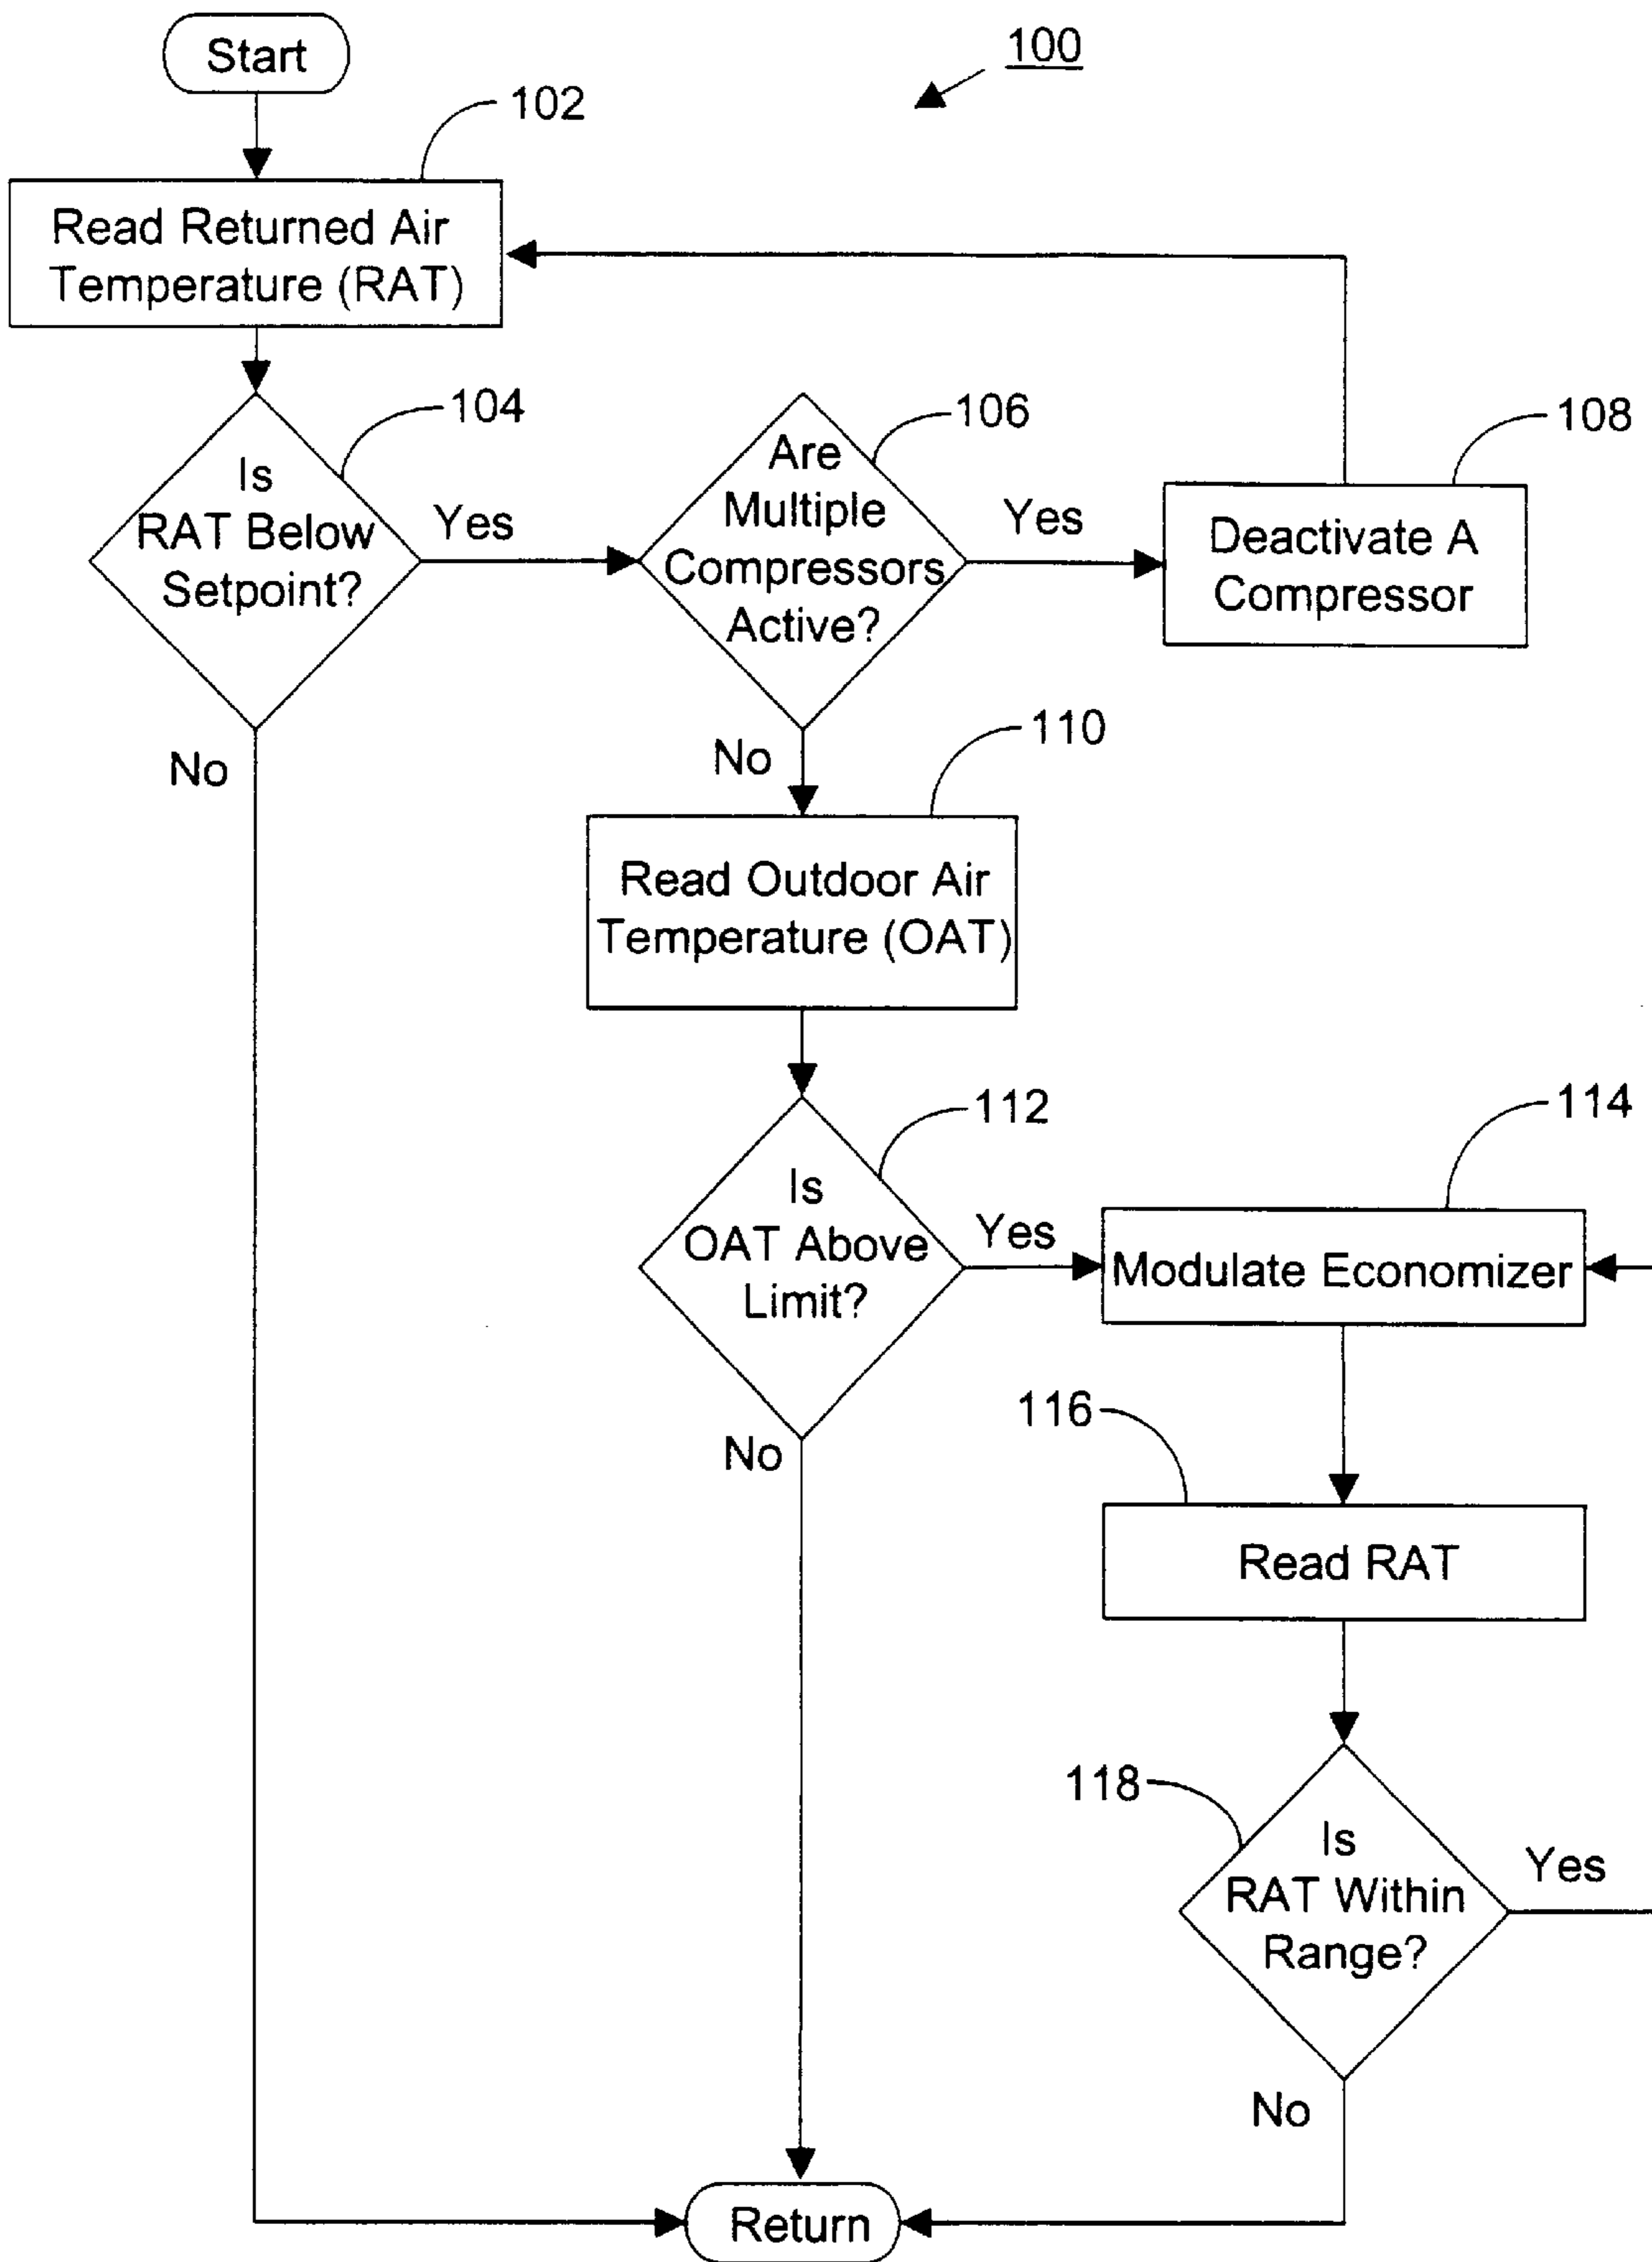 Start
100
102
Read Returned Air
Temperature (RAT)
104
Is
RAT Below
Setpoint?
Yes
No
106
Are
Multiple
Compressors
Active?
Yes
No
108
Deactivate A
Compressor
110
Read Outdoor Air
Temperature (OAT)
112
Is
OAT Above
Limit?
Yes
No
114
Modulate Economizer
116
Read RAT
118
Is
RAT Within
Range?
Yes
No
Return